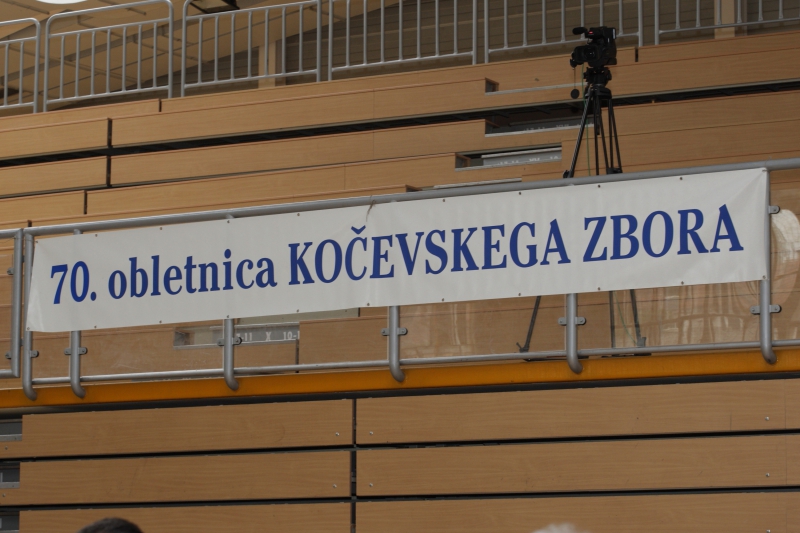 70. obletnica KOČEVSKEGA ZBORA